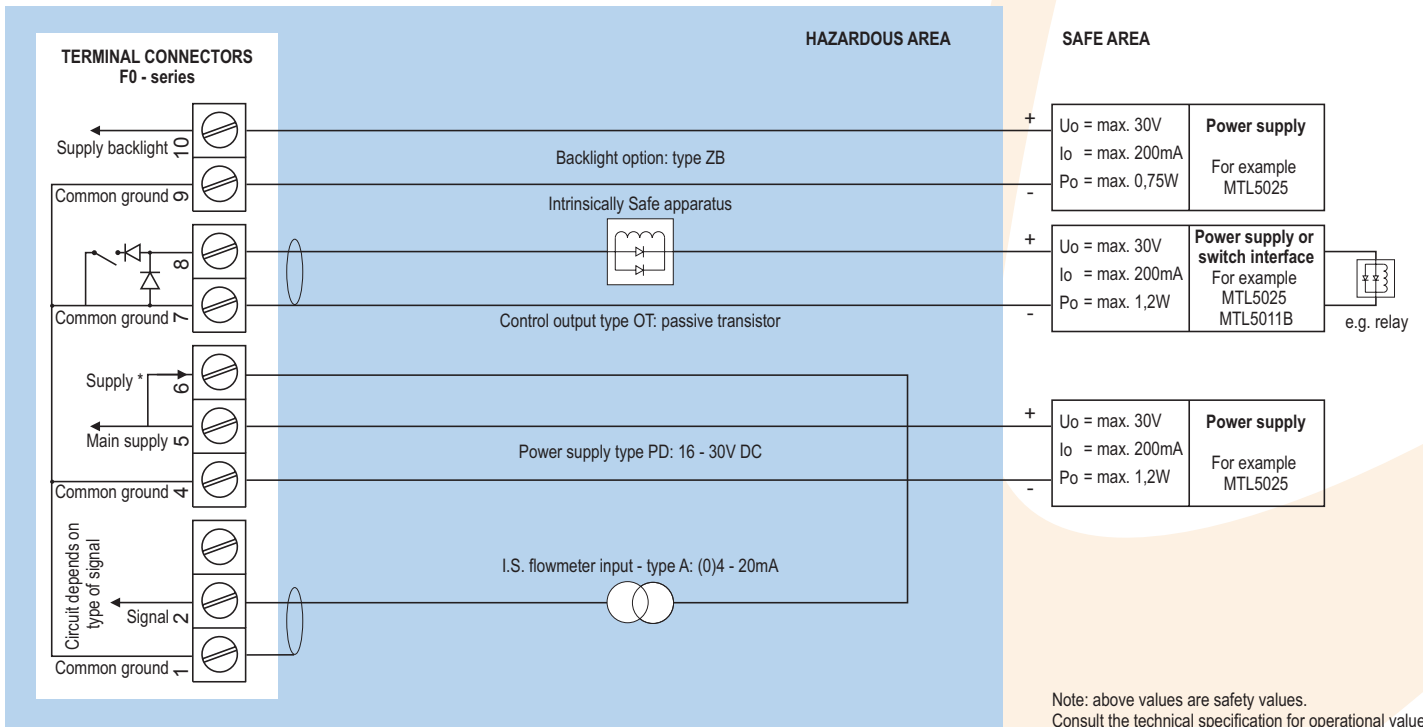 HAZARDOUS AREA
SAFE AREA
TERMINAL CONNECTORS
F0 - series
Supply backlight 10
Common ground 9
8
Common ground 7
Supply * 6
Main supply 5
Common ground 4
Circuit depends on
type of signal
Signal 2
Common ground 1
Backlight option: type ZB
Intrinsically Safe apparatus
Control output type OT: passive transistor
Power supply type PD: 16 - 30V DC
I.S. flowmeter input - type A: (0)4 - 20mA
+
-
Uo = max. 30V
Io = max. 200mA
Po = max. 0,75W
Power supply
For example
MTL5025
+
-
Uo = max. 30V
Io = max. 200mA
Po = max. 1,2W
Power supply or
switch interface
For example
MTL5025
MTL5011B
e.g. relay
+
-
Uo = max. 30V
Io = max. 200mA
Po = max. 1,2W
Power supply
For example
MTL5025
Note: above values are safety values.
Consult the technical specification for operational value